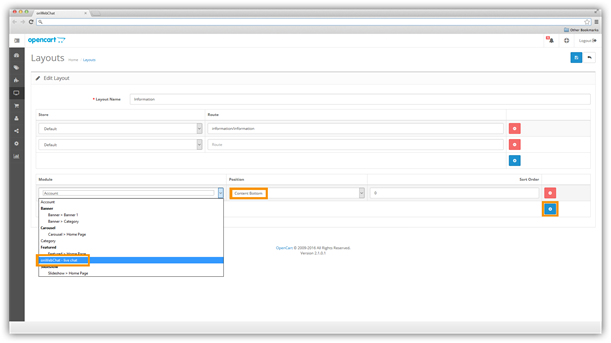 onWebChat
Other Bookmarks
opencart
Logout
Layouts
Home
Layouts
Edit Layout
* Layout Name
Information
Store
Route
Default
information/information
Default
Route
Module
Position
Sort Order
Account
Content Bottom
0
Account
Banner
Banner > Banner 1
Banner > Category
Carousel
Carousel > Home Page
Category
Featured
Featured > Home Page
onWebChat - live chat
Slideshow > Home Page
OpenCart © 2009-2016 All Rights Reserved.
Version 2.1.0.1